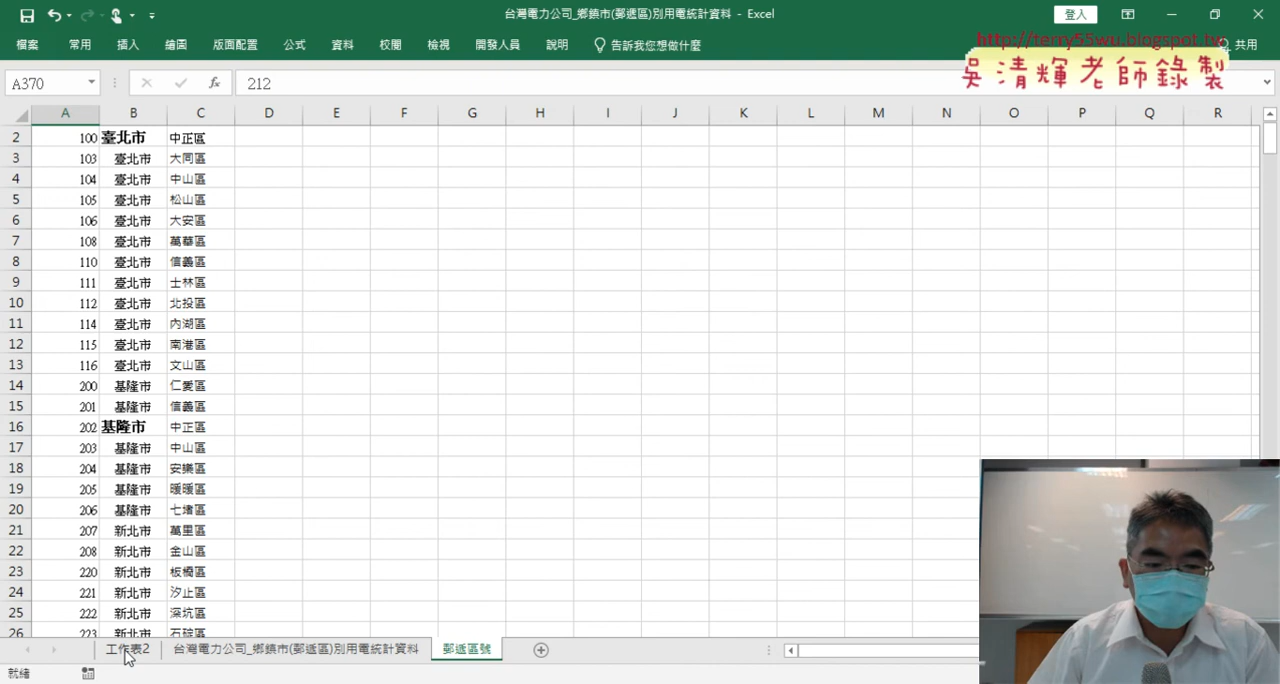 台灣電力公司_鄉鎮市(郵遞區)別用電統計資料 - Excel
登入
檔案 常用 插入 繪圖 版面配置 公式 資料 校閱 檢視 開發人員 說明 告訴我您想做什麼 共用
http://terry55wu.blogspot.tw
吳清輝老師錄製
A370 fx 212
A B C D E F G H I J K L M N O P Q R
2 100 臺北市 中正區
3 103 臺北市 大同區
4 104 臺北市 中山區
5 105 臺北市 松山區
6 106 臺北市 大安區
7 108 臺北市 萬華區
8 110 臺北市 信義區
9 111 臺北市 士林區
10 112 臺北市 北投區
11 114 臺北市 內湖區
12 115 臺北市 南港區
13 116 臺北市 文山區
14 200 基隆市 仁愛區
15 201 基隆市 信義區
16 202 基隆市 中正區
17 203 基隆市 中山區
18 204 基隆市 安樂區
19 205 基隆市 暖暖區
20 206 基隆市 七堵區
21 207 新北市 萬里區
22 208 新北市 金山區
23 220 新北市 板橋區
24 221 新北市 汐止區
25 222 新北市 深坑區
26 223 新北市 石碇區
工作表2 台灣電力公司_鄉鎮市(郵遞區)別用電統計資料 郵遞區號
就緒